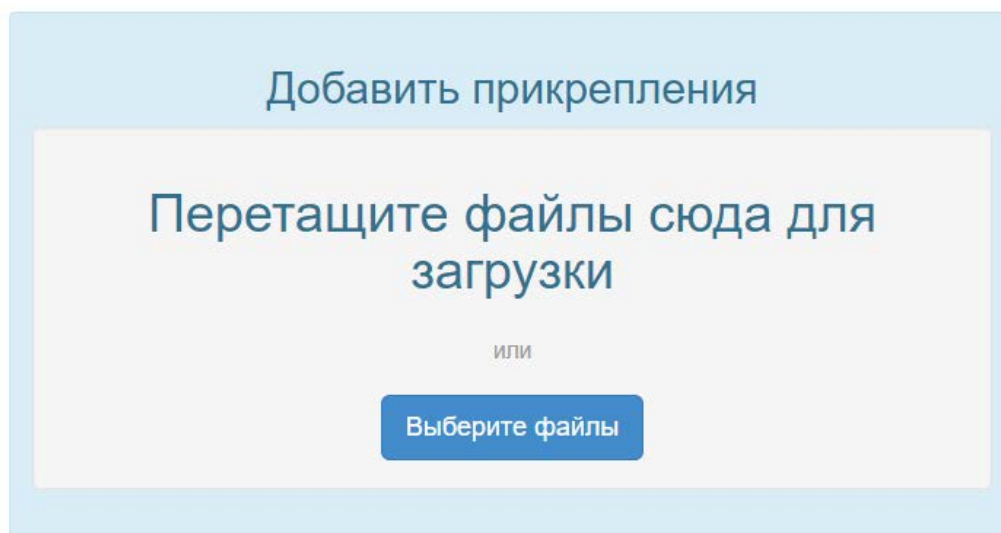 Добавить прикрепления
Перетащите файлы сюда для
загрузки
или
Выберите файлы